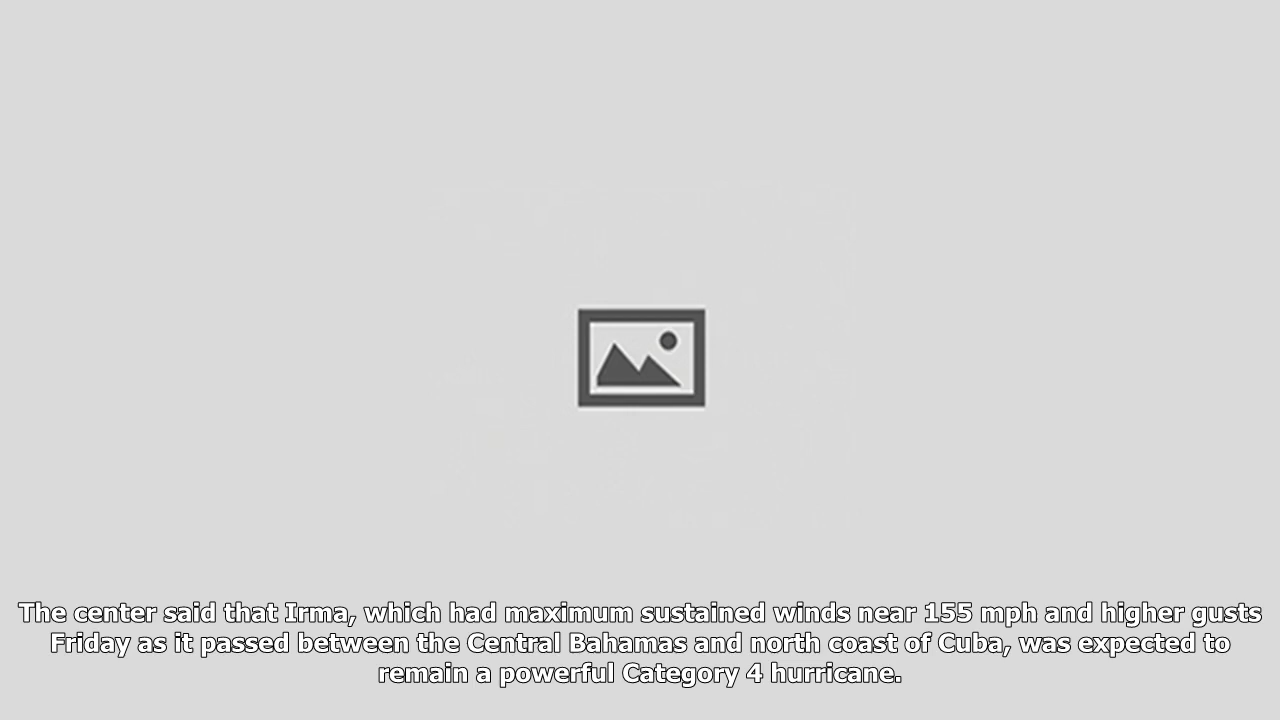 The center said that Irma, which had maximum sustained winds near 155 mph and higher gusts
Friday as it passed between the Central Bahamas and north coast of Cuba, was expected to
remain a powerful Category 4 hurricane.